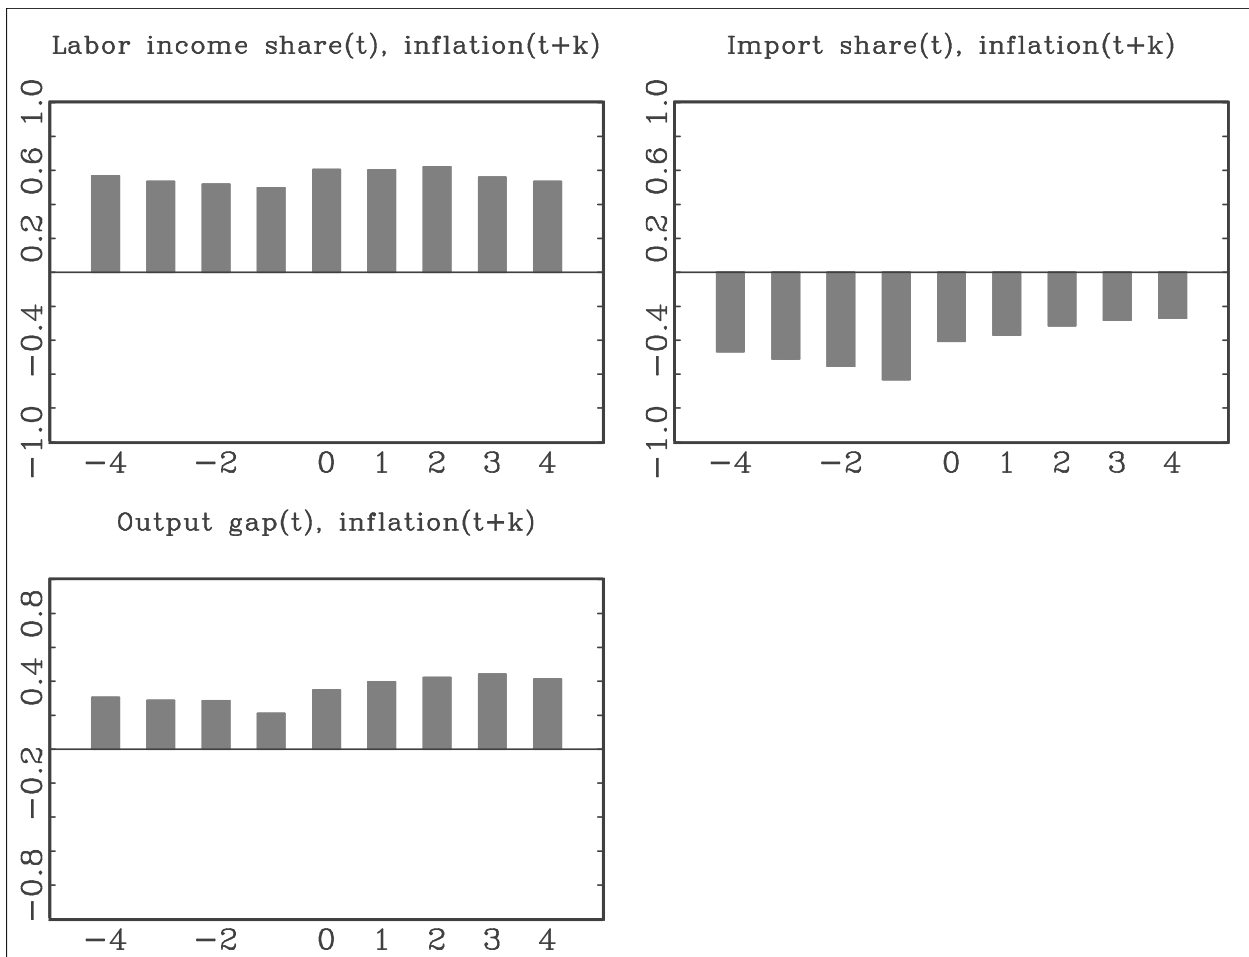 Labor income share(t), inflation(t+k)
1.0
0.6
0.2
−0.4
−1.0
−4 −2 0 1 2 3 4
Import share(t), inflation(t+k)
1.0
0.6
0.2
−0.4
−1.0
−4 −2 0 1 2 3 4
Output gap(t), inflation(t+k)
0.8
0.4
−0.2
−0.8
−4 −2 0 1 2 3 4